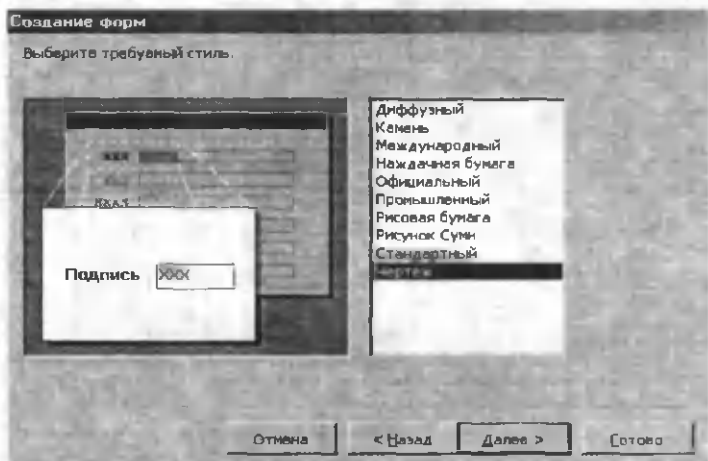 Создание форм
Выберите требуемый стиль.
Подпись XXX
Диффузный
Камень
Международный
Наждачная бумага
Официальный
Промышленный
Рисовая бумага
Рисунок Суми
Стандартный
Чертеж
Отмена
< Назад
Далее >
Готово